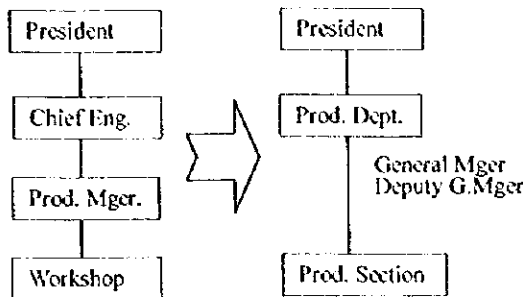 President
Chief Eng.
Prod. Mger.
Workshop
President
Prod. Dept.
General Mger
Deputy G.Mger
Prod. Section